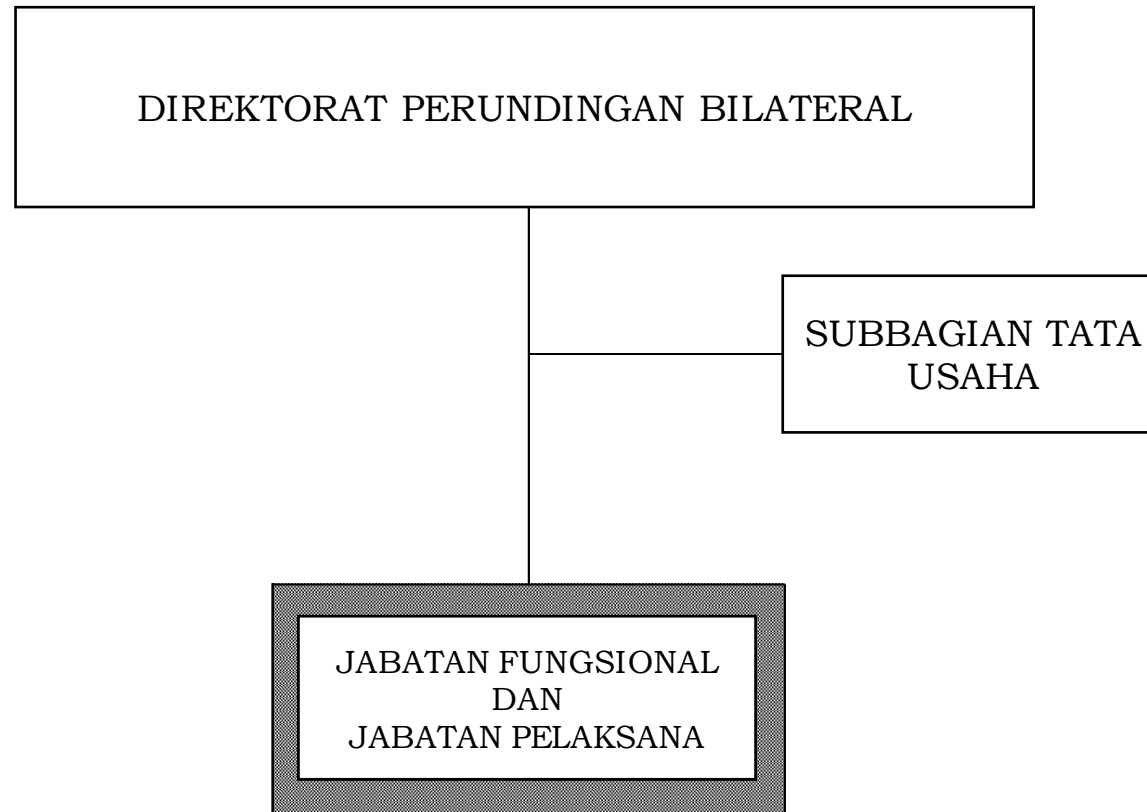 DIREKTORAT PERUNDINGAN BILATERAL
SUBBAGIAN TATA
USAHA
JABATAN FUNGSIONAL
DAN
JABATAN PELAKSANA